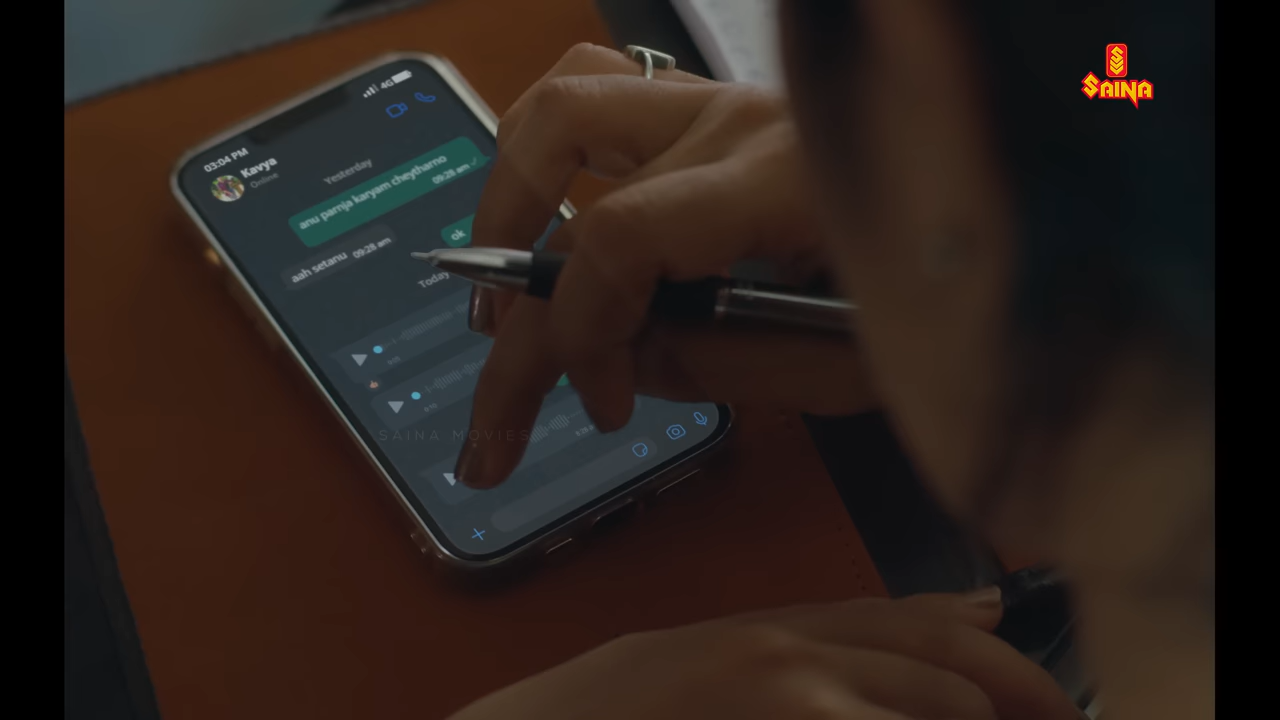 SAINA
03:04 PM
4G
Kavya
Online
Yesterday
anu parnja karyam cheytharno
09:28 am
ok
aah setanu 09:28 am
Today
SAINA MOVIES